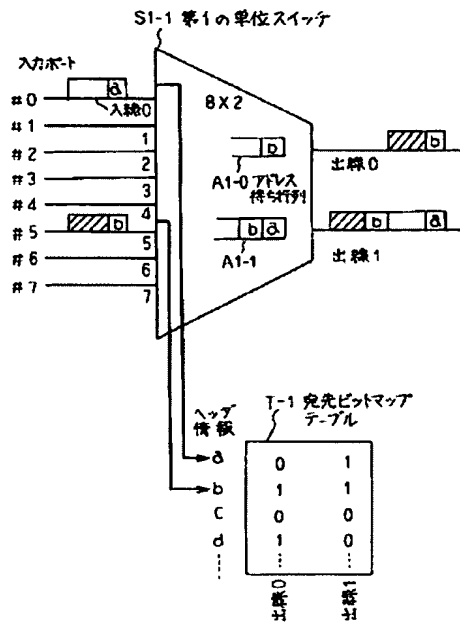 S1-1 第1の単位スイッチ
入力ポート
a
#0
入線0
8×2
#1
1
b
b
#2
出線0
2
A1-0 アドレス
待ち行列
#3
3
#4
4
b
b a
b
a
#5
5
A1-1
出線1
#6
6
#7
7
ヘッダ
情報
T-1 宛先ビットマップ
テーブル
a 0 1
b 1 1
C 0 0
d 1 0
…… …… ……
出線0
出線1